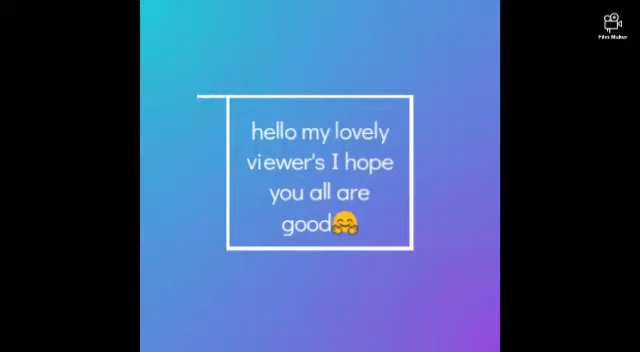 hello my lovely
viewer's I hope
you all are
good🤗
Film Maker